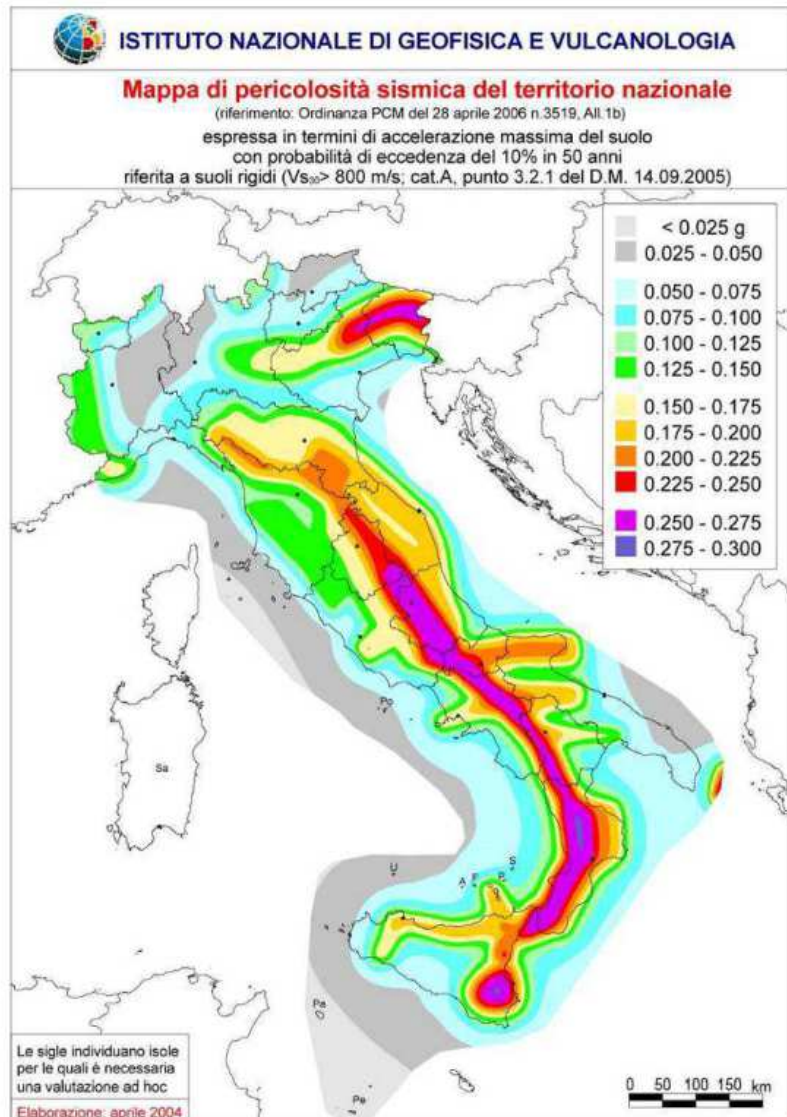 ISTITUTO NAZIONALE DI GEOFISICA E VULCANOLOGIA
Mappa di pericolosità sismica del territorio nazionale
(riferimento: Ordinanza PCM del 28 aprile 2006 n.3519, All.1b)
espressa in termini di accelerazione massima del suolo
con probabilità di eccedenza del 10% in 50 anni
riferita a suoli rigidi (Vs30> 800 m/s; cat.A, punto 3.2.1 del D.M. 14.09.2005)
< 0.025 g
0.025 - 0.050
0.050 - 0.075
0.075 - 0.100
0.100 - 0.125
0.125 - 0.150
0.150 - 0.175
0.175 - 0.200
0.200 - 0.225
0.225 - 0.250
0.250 - 0.275
0.275 - 0.300
Po
Sa
U
S
A
F
P
Pa
Pe
Le sigle individuano isole
per le quali è necessaria
una valutazione ad hoc
Elaborazione: aprile 2004
0 50 100 150 km